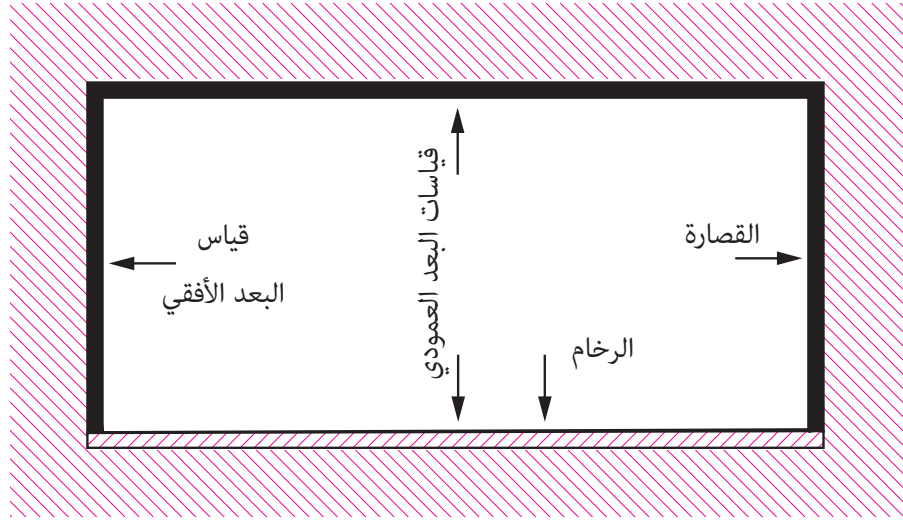 القصارة
قياسات البعد العمودي
قياس
البعد الأفقي
الرخام